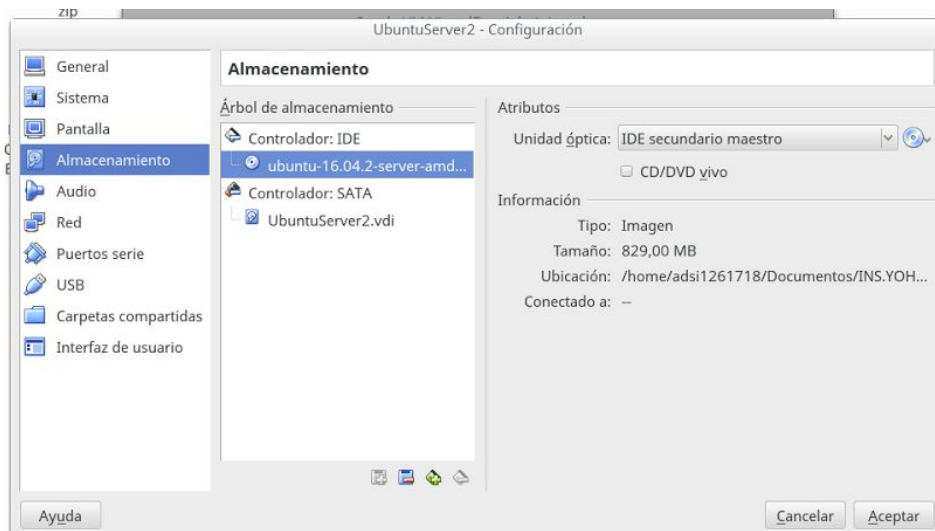 zip
UbuntuServer2 - Configuración
General
Sistema
Pantalla
Almacenamiento
Audio
Red
Puertos serie
USB
Carpetas compartidas
Interfaz de usuario
Almacenamiento
Árbol de almacenamiento
Controlador: IDE
ubuntu-16.04.2-server-amd...
Controlador: SATA
UbuntuServer2.vdi
Atributos
Unidad óptica: IDE secundario maestro
CD/DVD vivo
Información
Tipo: Imagen
Tamaño: 829,00 MB
Ubicación: /home/adsi1261718/Documentos/INS.YOH...
Conectado a: --
Ayuda
Cancelar
Aceptar